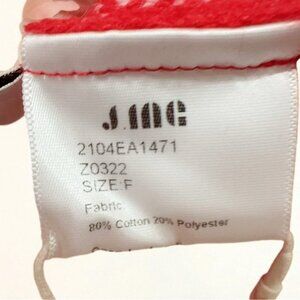 J.ING
2104EA1471
Z0322
SIZE:F
Fabric:
80% Cotton 20% Polyester